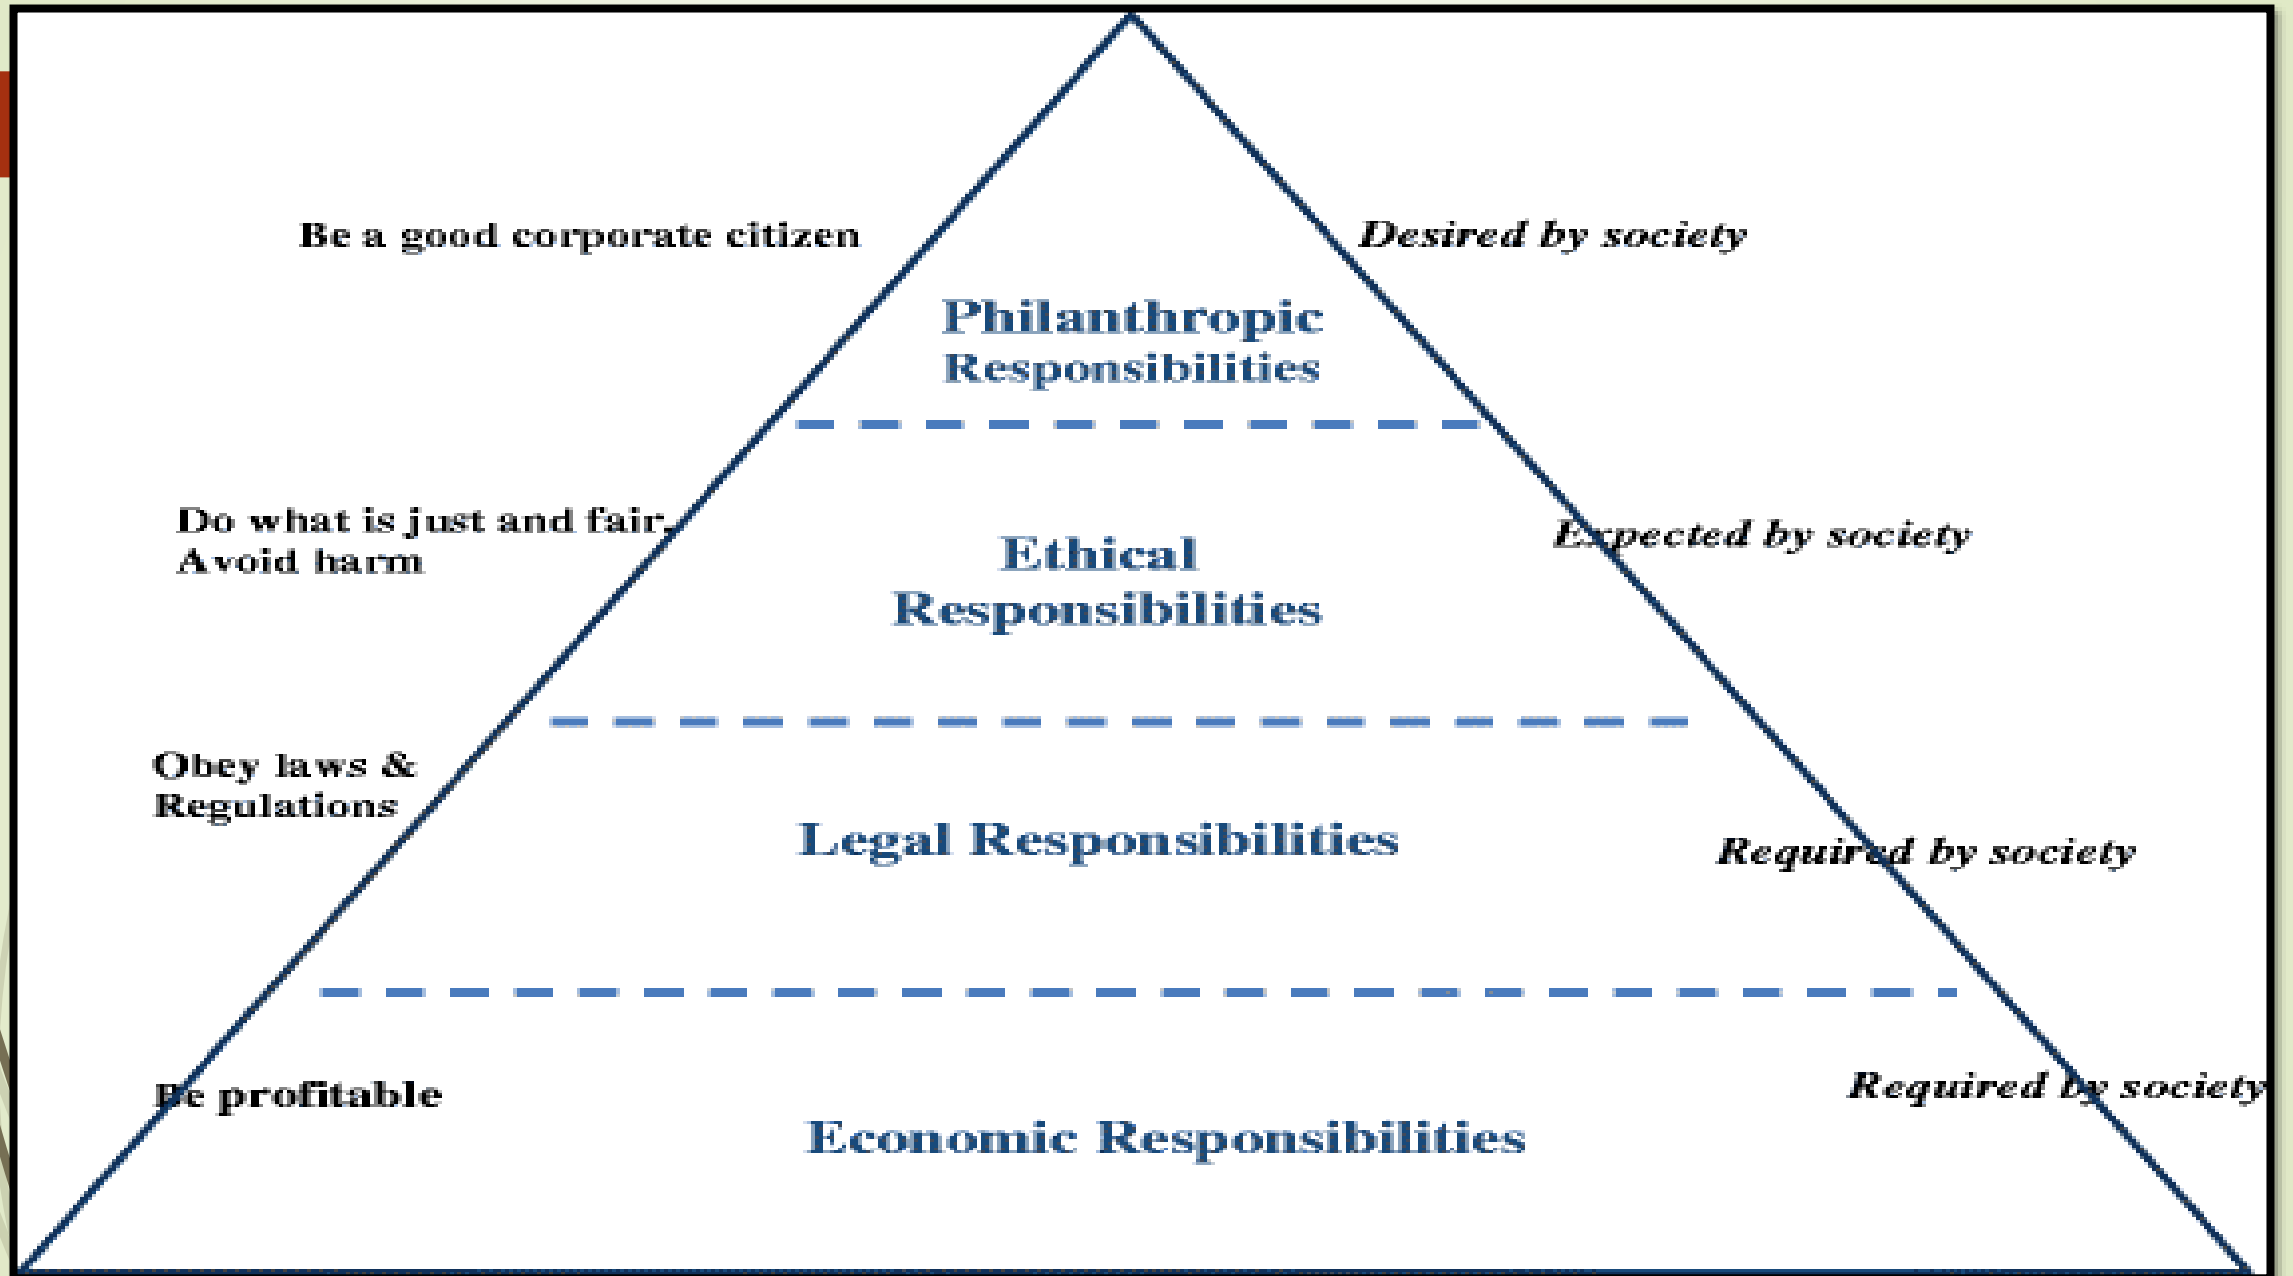 Be a good corporate citizen
Desired by society
Philanthropic
Responsibilities
Do what is just and fair,
Avoid harm
Expected by society
Ethical
Responsibilities
Obey laws &
Regulations
Legal Responsibilities
Required by society
Be profitable
Required by society
Economic Responsibilities